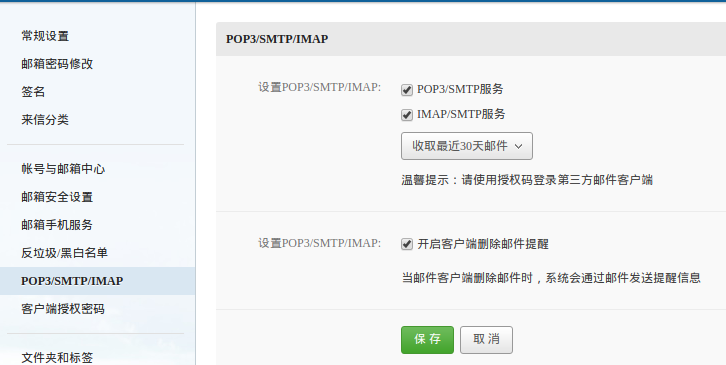 常规设置
邮箱密码修改
签名
来信分类
帐号与邮箱中心
邮箱安全设置
邮箱手机服务
反垃圾/黑白名单
POP3/SMTP/IMAP
客户端授权密码
文件夹和标签
POP3/SMTP/IMAP
设置POP3/SMTP/IMAP:
POP3/SMTP服务
IMAP/SMTP服务
收取最近30天邮件
温馨提示：请使用授权码登录第三方邮件客户端
设置POP3/SMTP/IMAP:
开启客户端删除邮件提醒
当邮件客户端删除邮件时，系统会通过邮件发送提醒信息
保 存
取 消